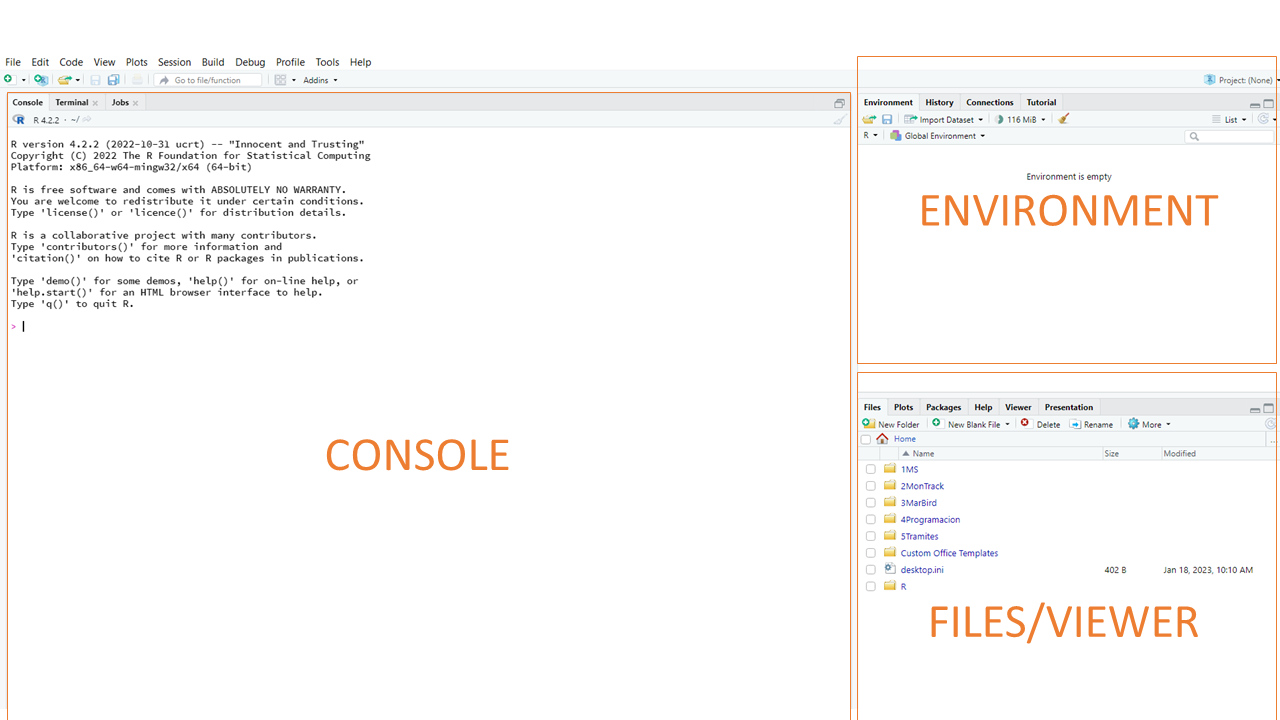 File Edit Code View Plots Session Build Debug Profile Tools Help
Go to file/function Addins
Project: (None)
Console Terminal Jobs
R 4.2.2 · ~/
R version 4.2.2 (2022-10-31 ucrt) -- "Innocent and Trusting"
Copyright (C) 2022 The R Foundation for Statistical Computing
Platform: x86_64-w64-mingw32/x64 (64-bit)
R is free software and comes with ABSOLUTELY NO WARRANTY.
You are welcome to redistribute it under certain conditions.
Type 'license()' or 'licence()' for distribution details.
R is a collaborative project with many contributors.
Type 'contributors()' for more information and
'citation()' on how to cite R or R packages in publications.
Type 'demo()' for some demos, 'help()' for on-line help, or
'help.start()' for an HTML browser interface to help.
Type 'q()' to quit R.
>
CONSOLE
Environment History Connections Tutorial
Import Dataset 116 MiB List
R Global Environment
Environment is empty
ENVIRONMENT
Files Plots Packages Help Viewer Presentation
New Folder New Blank File Delete Rename More
Home ...
Name Size Modified
1MS
2MonTrack
3MarBird
4Programacion
5Tramites
Custom Office Templates
desktop.ini 402 B Jan 18, 2023, 10:10 AM
R
FILES/VIEWER